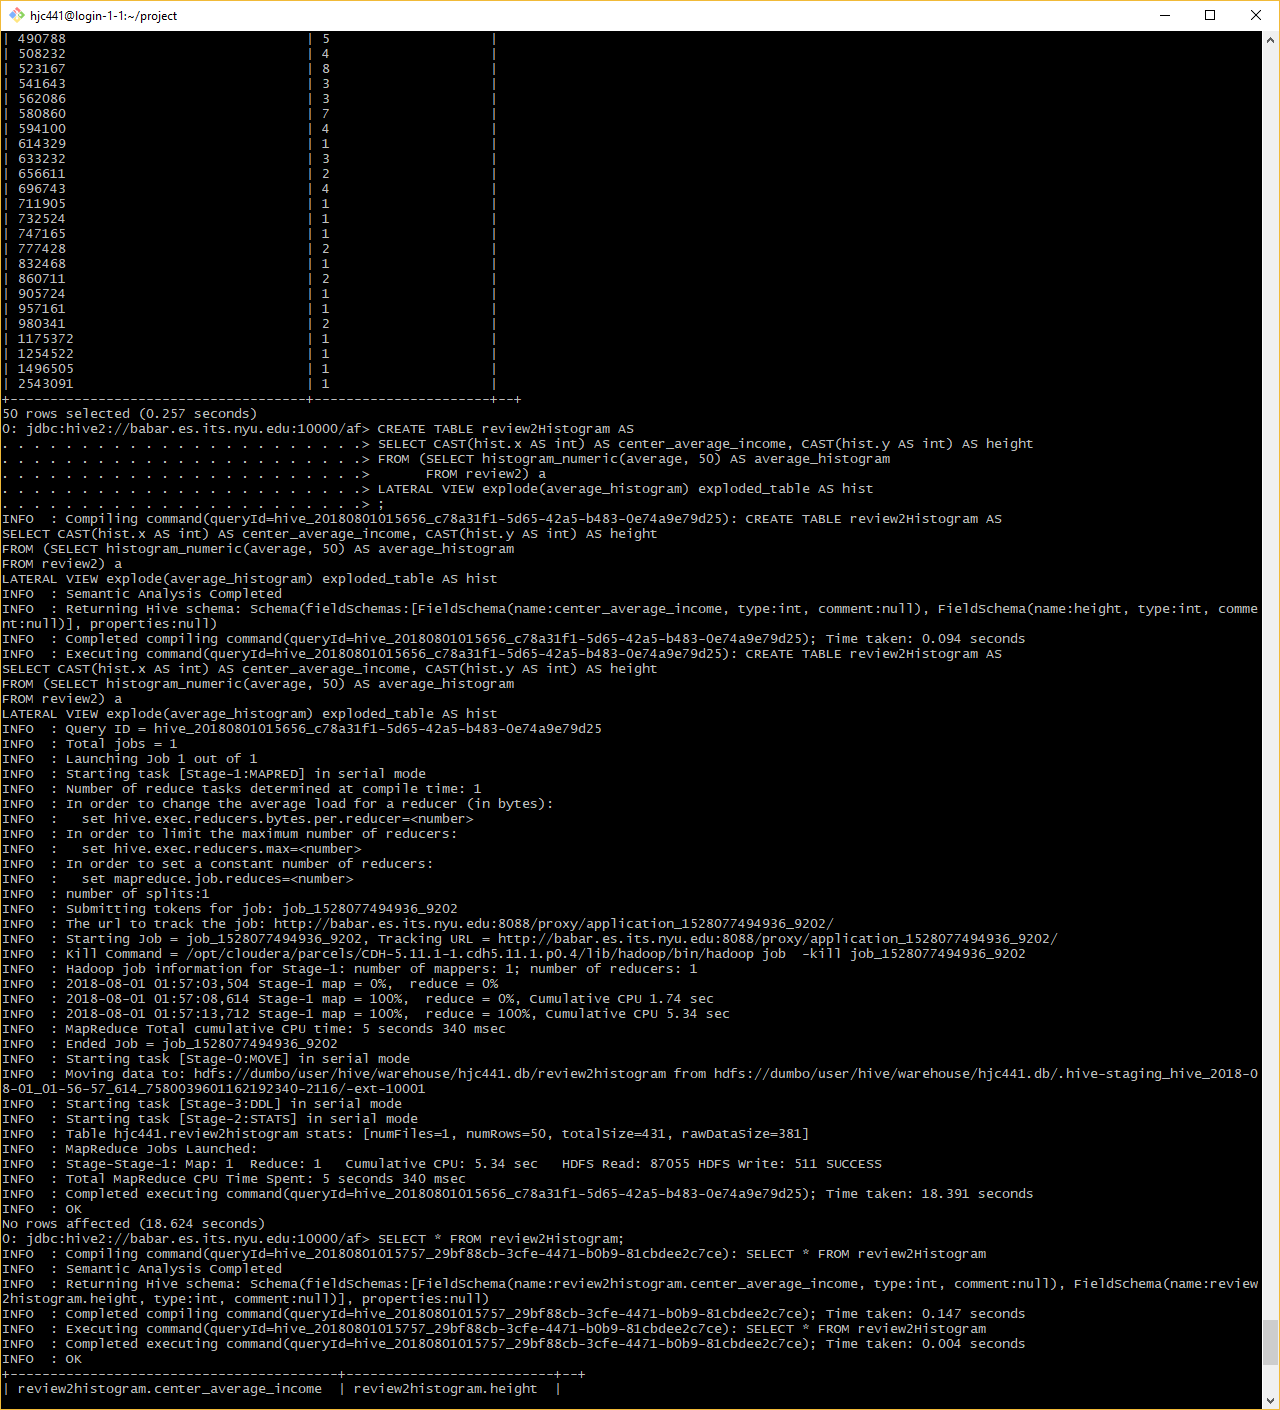 hjc441@login-1-1:~/project
| 490788 | 5 |
| 508232 | 4 |
| 523167 | 8 |
| 541643 | 3 |
| 562086 | 3 |
| 580860 | 7 |
| 594100 | 4 |
| 614329 | 1 |
| 633232 | 3 |
| 656611 | 2 |
| 696743 | 4 |
| 711905 | 1 |
| 732524 | 1 |
| 747165 | 1 |
| 777428 | 2 |
| 832468 | 1 |
| 860711 | 2 |
| 905724 | 1 |
| 957161 | 1 |
| 980341 | 2 |
| 1175372 | 1 |
| 1254522 | 1 |
| 1496505 | 1 |
| 2543091 | 1 |
+-------------------------------------+----------------------+--+
50 rows selected (0.257 seconds)
0: jdbc:hive2://babar.es.its.nyu.edu:10000/af> CREATE TABLE review2Histogram AS
. . . . . . . . . . . . . . . . . . . . . . .> SELECT CAST(hist.x AS int) AS center_average_income, CAST(hist.y AS int) AS height
. . . . . . . . . . . . . . . . . . . . . . .> FROM (SELECT histogram_numeric(average, 50) AS average_histogram
. . . . . . . . . . . . . . . . . . . . . . .>       FROM review2) a
. . . . . . . . . . . . . . . . . . . . . . .> LATERAL VIEW explode(average_histogram) exploded_table AS hist
. . . . . . . . . . . . . . . . . . . . . . .> ;
INFO  : Compiling command(queryId=hive_20180801015656_c78a31f1-5d65-42a5-b483-0e74a9e79d25): CREATE TABLE review2Histogram AS
SELECT CAST(hist.x AS int) AS center_average_income, CAST(hist.y AS int) AS height
FROM (SELECT histogram_numeric(average, 50) AS average_histogram
FROM review2) a
LATERAL VIEW explode(average_histogram) exploded_table AS hist
INFO  : Semantic Analysis Completed
INFO  : Returning Hive schema: Schema(fieldSchemas:[FieldSchema(name:center_average_income, type:int, comment:null), FieldSchema(name:height, type:int, comme
nt:null)], properties:null)
INFO  : Completed compiling command(queryId=hive_20180801015656_c78a31f1-5d65-42a5-b483-0e74a9e79d25); Time taken: 0.094 seconds
INFO  : Executing command(queryId=hive_20180801015656_c78a31f1-5d65-42a5-b483-0e74a9e79d25): CREATE TABLE review2Histogram AS
SELECT CAST(hist.x AS int) AS center_average_income, CAST(hist.y AS int) AS height
FROM (SELECT histogram_numeric(average, 50) AS average_histogram
FROM review2) a
LATERAL VIEW explode(average_histogram) exploded_table AS hist
INFO  : Query ID = hive_20180801015656_c78a31f1-5d65-42a5-b483-0e74a9e79d25
INFO  : Total jobs = 1
INFO  : Launching Job 1 out of 1
INFO  : Starting task [Stage-1:MAPRED] in serial mode
INFO  : Number of reduce tasks determined at compile time: 1
INFO  : In order to change the average load for a reducer (in bytes):
INFO  :   set hive.exec.reducers.bytes.per.reducer=<number>
INFO  : In order to limit the maximum number of reducers:
INFO  :   set hive.exec.reducers.max=<number>
INFO  : In order to set a constant number of reducers:
INFO  :   set mapreduce.job.reduces=<number>
INFO  : number of splits:1
INFO  : Submitting tokens for job: job_1528077494936_9202
INFO  : The url to track the job: http://babar.es.its.nyu.edu:8088/proxy/application_1528077494936_9202/
INFO  : Starting Job = job_1528077494936_9202, Tracking URL = http://babar.es.its.nyu.edu:8088/proxy/application_1528077494936_9202/
INFO  : Kill Command = /opt/cloudera/parcels/CDH-5.11.1-1.cdh5.11.1.p0.4/lib/hadoop/bin/hadoop job  -kill job_1528077494936_9202
INFO  : Hadoop job information for Stage-1: number of mappers: 1; number of reducers: 1
INFO  : 2018-08-01 01:57:03,504 Stage-1 map = 0%,  reduce = 0%
INFO  : 2018-08-01 01:57:08,614 Stage-1 map = 100%,  reduce = 0%, Cumulative CPU 1.74 sec
INFO  : 2018-08-01 01:57:13,712 Stage-1 map = 100%,  reduce = 100%, Cumulative CPU 5.34 sec
INFO  : MapReduce Total cumulative CPU time: 5 seconds 340 msec
INFO  : Ended Job = job_1528077494936_9202
INFO  : Starting task [Stage-0:MOVE] in serial mode
INFO  : Moving data to: hdfs://dumbo/user/hive/warehouse/hjc441.db/review2histogram from hdfs://dumbo/user/hive/warehouse/hjc441.db/.hive-staging_hive_2018-0
8-01_01-56-57_614_7580039601162192340-2116/-ext-10001
INFO  : Starting task [Stage-3:DDL] in serial mode
INFO  : Starting task [Stage-2:STATS] in serial mode
INFO  : Table hjc441.review2histogram stats: [numFiles=1, numRows=50, totalSize=431, rawDataSize=381]
INFO  : MapReduce Jobs Launched:
INFO  : Stage-Stage-1: Map: 1  Reduce: 1   Cumulative CPU: 5.34 sec   HDFS Read: 87055 HDFS Write: 511 SUCCESS
INFO  : Total MapReduce CPU Time Spent: 5 seconds 340 msec
INFO  : Completed executing command(queryId=hive_20180801015656_c78a31f1-5d65-42a5-b483-0e74a9e79d25); Time taken: 18.391 seconds
INFO  : OK
No rows affected (18.624 seconds)
0: jdbc:hive2://babar.es.its.nyu.edu:10000/af> SELECT * FROM review2Histogram;
INFO  : Compiling command(queryId=hive_20180801015757_29bf88cb-3cfe-4471-b0b9-81cbdee2c7ce): SELECT * FROM review2Histogram
INFO  : Semantic Analysis Completed
INFO  : Returning Hive schema: Schema(fieldSchemas:[FieldSchema(name:review2histogram.center_average_income, type:int, comment:null), FieldSchema(name:review
2histogram.height, type:int, comment:null)], properties:null)
INFO  : Completed compiling command(queryId=hive_20180801015757_29bf88cb-3cfe-4471-b0b9-81cbdee2c7ce); Time taken: 0.147 seconds
INFO  : Executing command(queryId=hive_20180801015757_29bf88cb-3cfe-4471-b0b9-81cbdee2c7ce): SELECT * FROM review2Histogram
INFO  : Completed executing command(queryId=hive_20180801015757_29bf88cb-3cfe-4471-b0b9-81cbdee2c7ce); Time taken: 0.004 seconds
INFO  : OK
+-----------------------------------------+--------------------------+--+
| review2histogram.center_average_income  | review2histogram.height  |